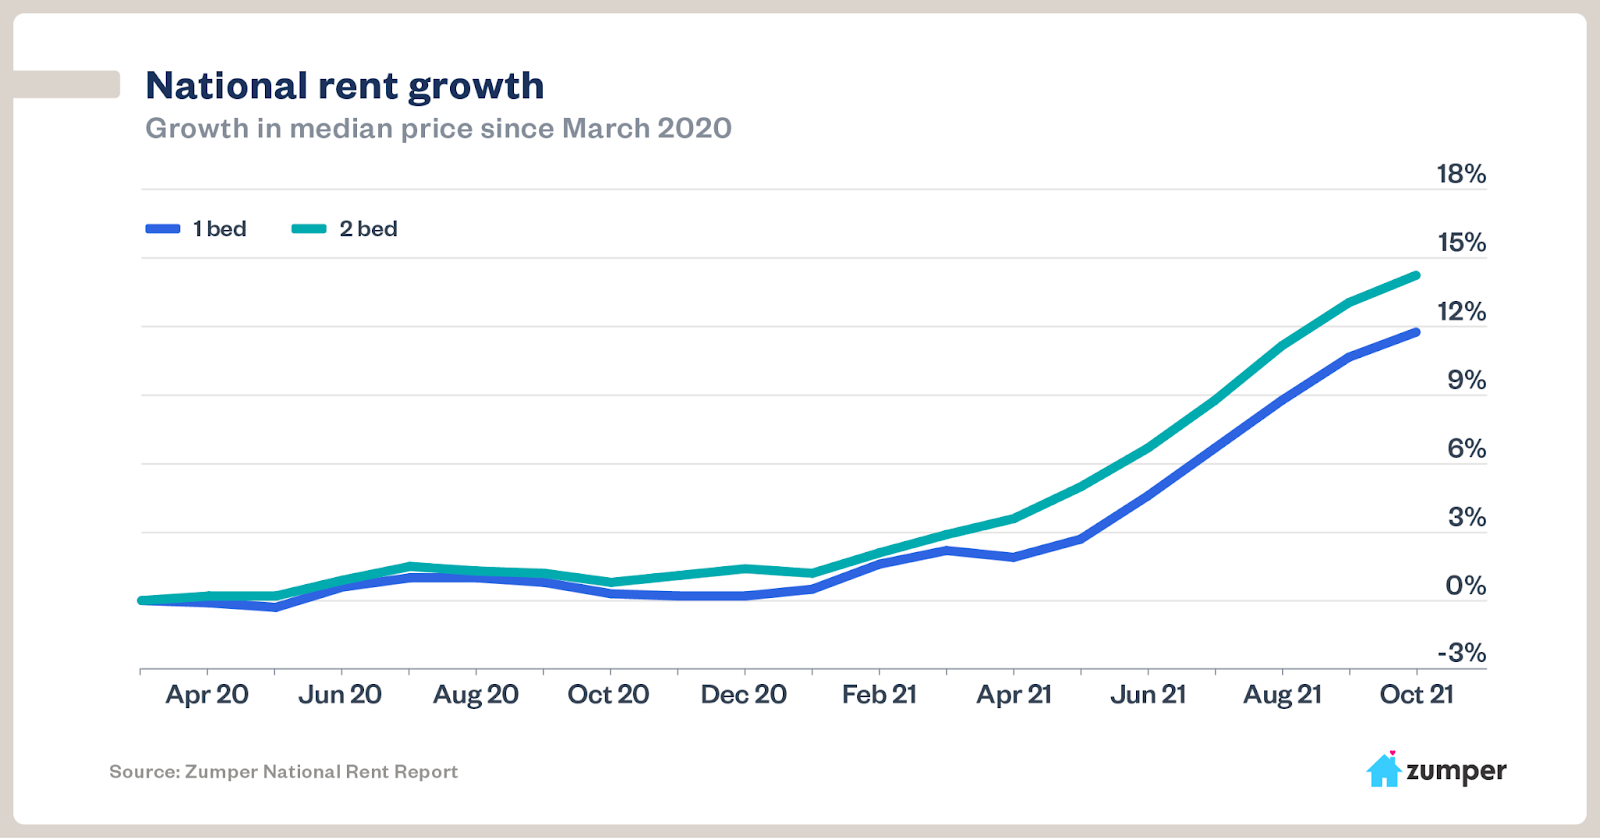 National rent growth
Growth in median price since March 2020
18%
1 bed 2 bed
15%
12%
9%
6%
3%
0%
-3%
Apr 20 Jun 20 Aug 20 Oct 20 Dec 20 Feb 21 Apr 21 Jun 21 Aug 21 Oct 21
Source: Zumper National Rent Report
zumper